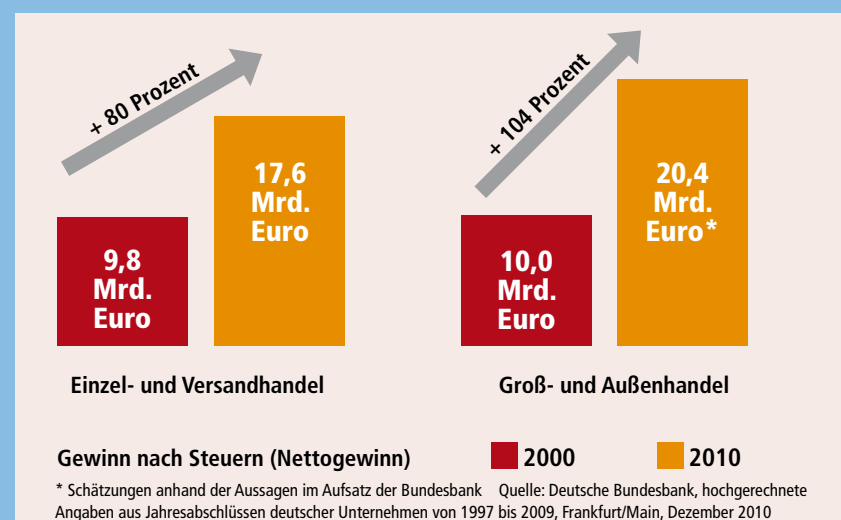 + 80 Prozent
9,8
Mrd.
Euro
17,6
Mrd.
Euro
Einzel- und Versandhandel
+ 104 Prozent
10,0
Mrd.
Euro
20,4
Mrd.
Euro*
Groß- und Außenhandel
Gewinn nach Steuern (Nettogewinn)
2000
2010
* Schätzungen anhand der Aussagen im Aufsatz der Bundesbank Quelle: Deutsche Bundesbank, hochgerechnete
Angaben aus Jahresabschlüssen deutscher Unternehmen von 1997 bis 2009, Frankfurt/Main, Dezember 2010